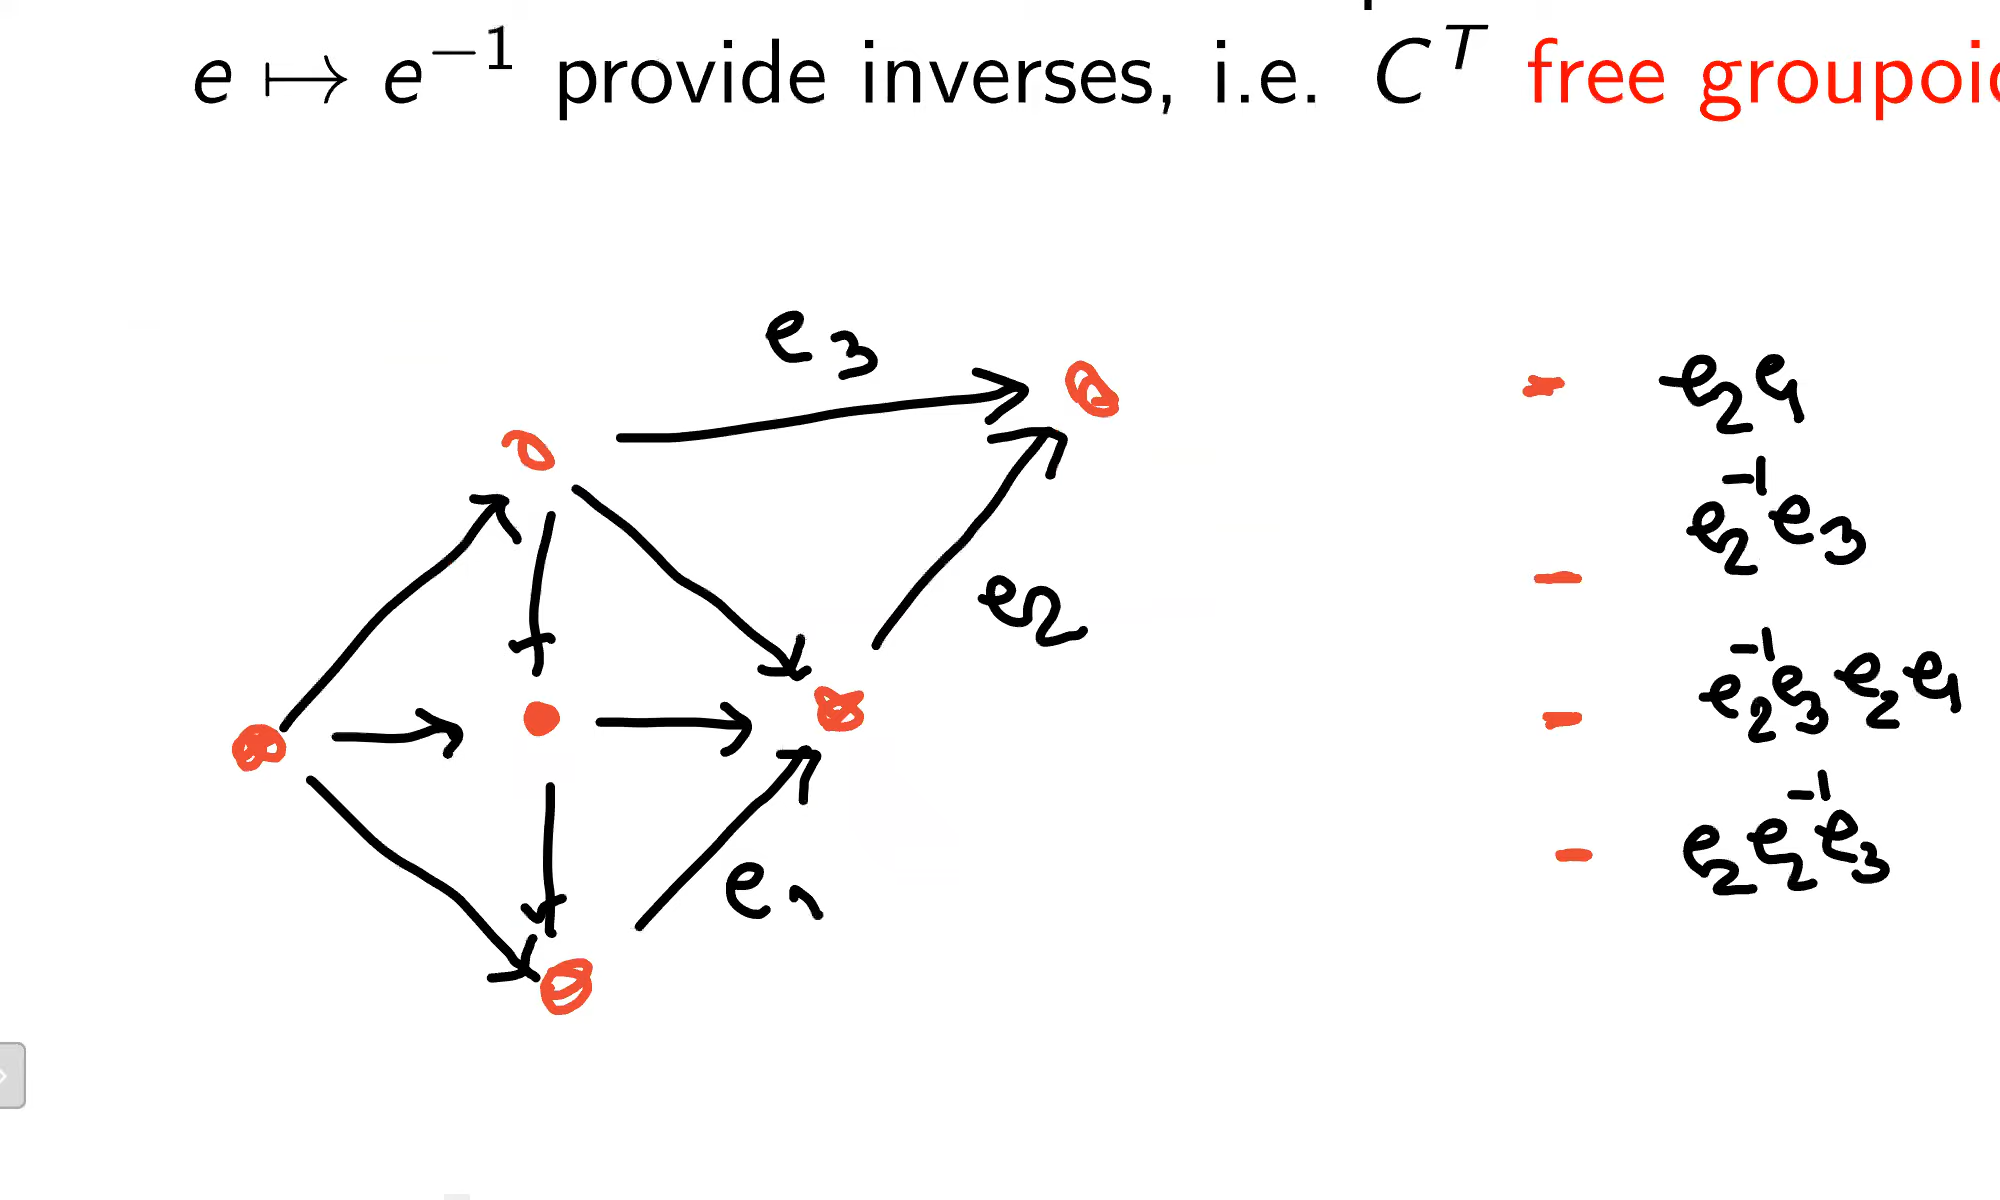 e ↦ e⁻¹ provide inverses, i.e. Cᵀ free groupoi
e₃
e₂
e₁
- e₂e₁
- e₂⁻¹e₃
- e₂⁻¹e₃e₂e₁
- e₂e₂⁻¹e₃